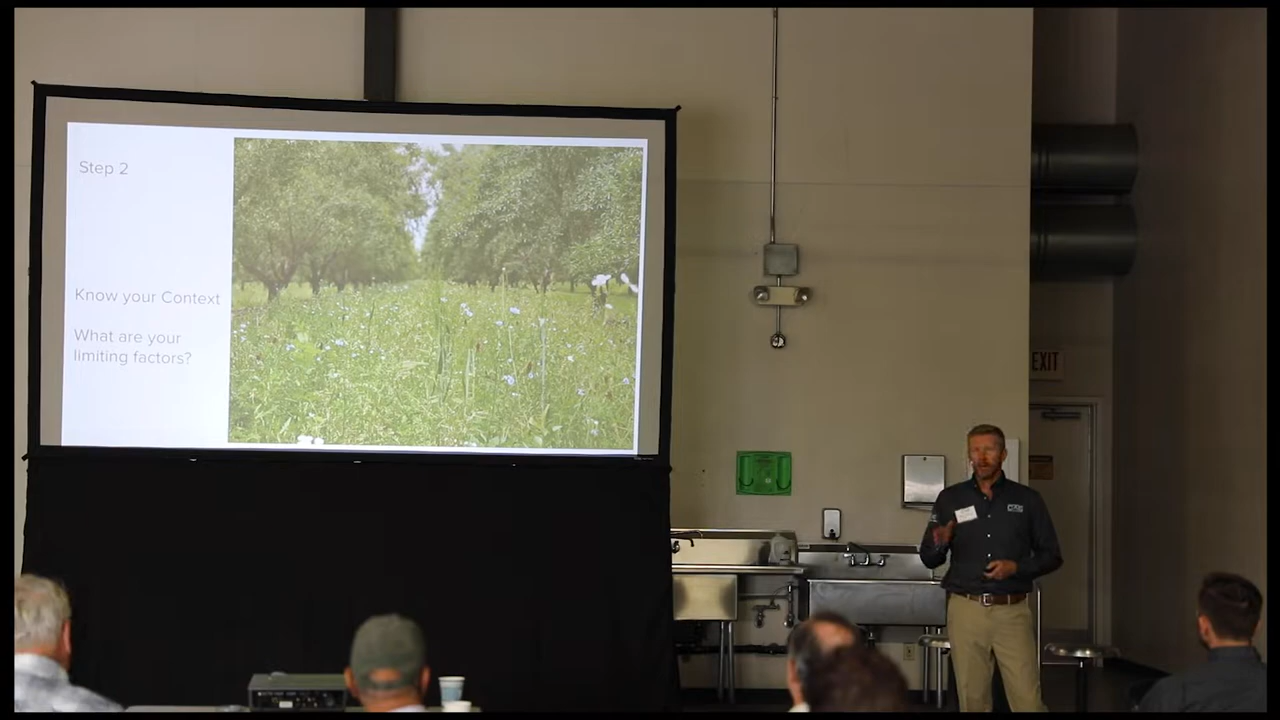 Step 2
Know your Context
What are your
limiting factors?
EXIT